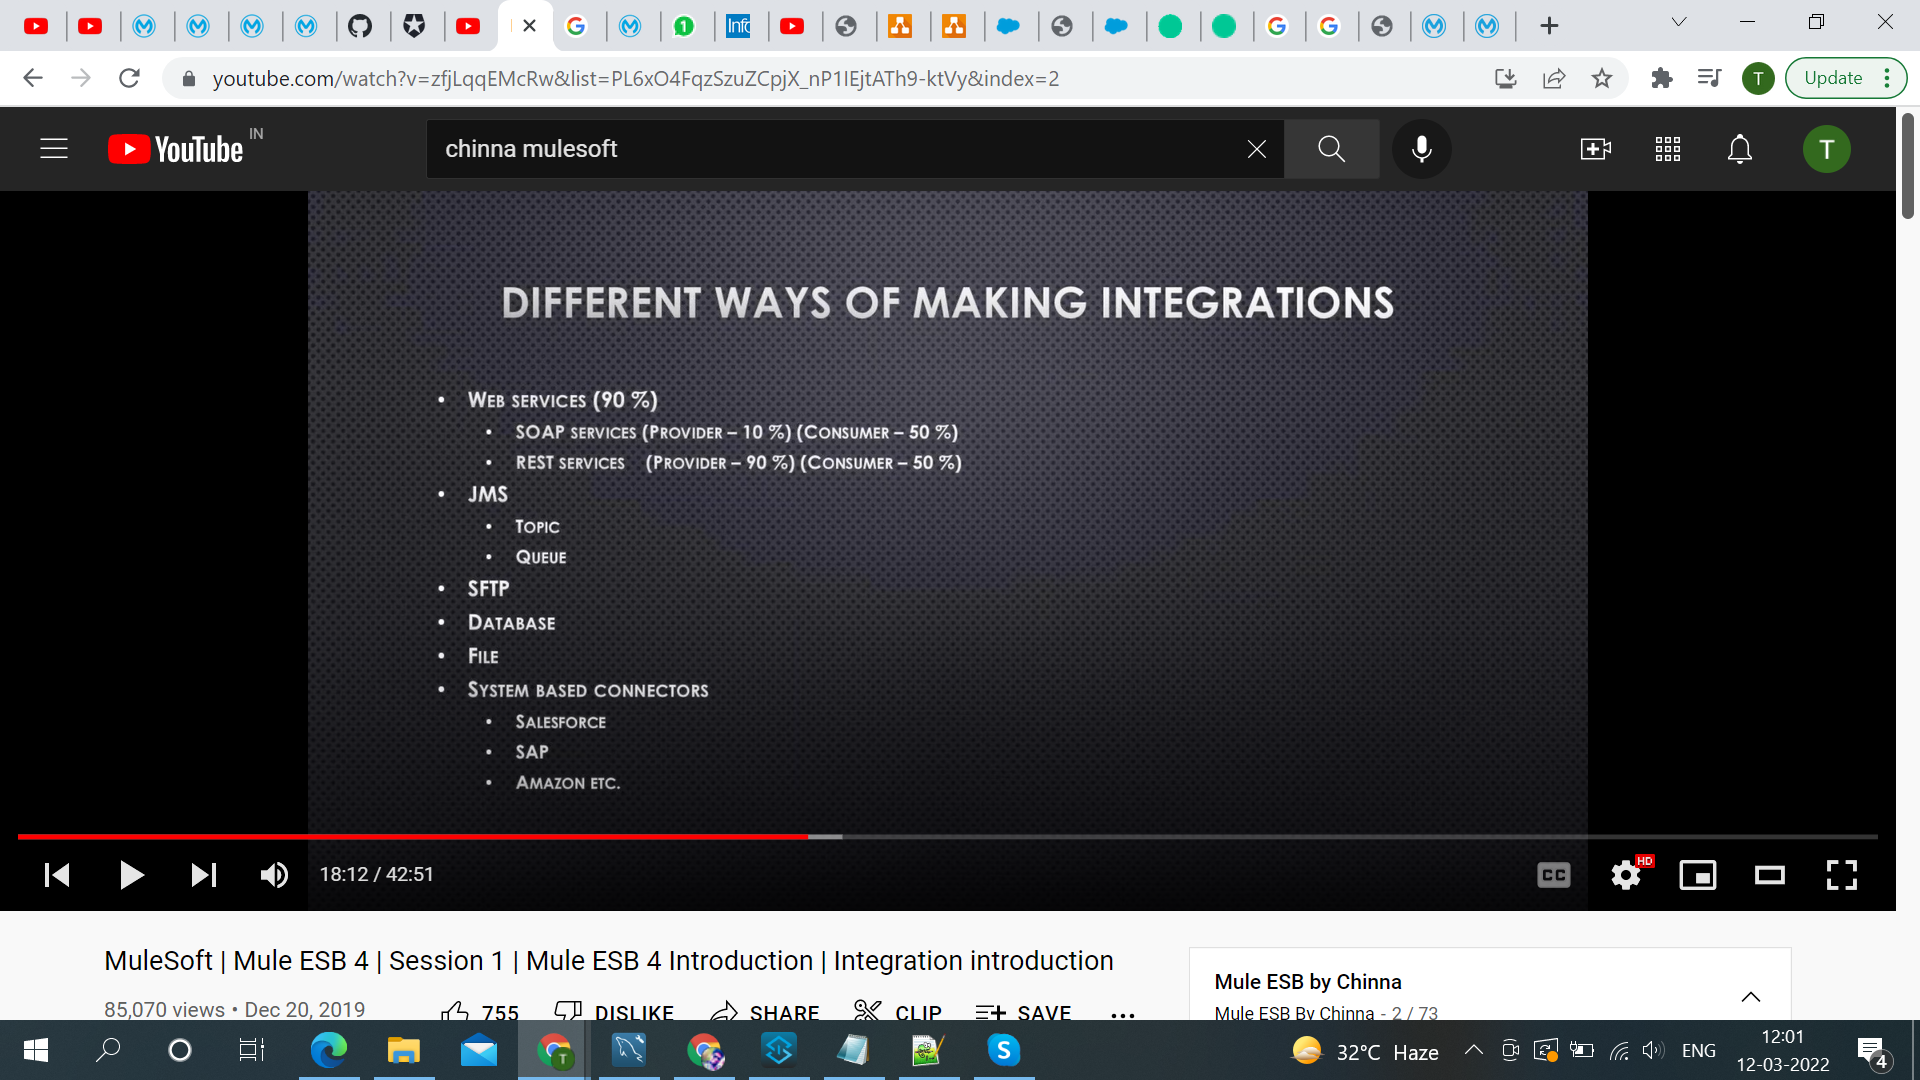 1
Info
youtube.com/watch?v=zfjLqqEMcRw&list=PL6xO4FqzSzuZCpjX_nP1IEjtATh9-ktVy&index=2
T
Update
YouTube IN
chinna mulesoft
T
DIFFERENT WAYS OF MAKING INTEGRATIONS
• WEB SERVICES (90 %)
• SOAP SERVICES (PROVIDER – 10 %) (CONSUMER – 50 %)
• REST SERVICES (PROVIDER – 90 %) (CONSUMER – 50 %)
• JMS
• TOPIC
• QUEUE
• SFTP
• DATABASE
• FILE
• SYSTEM BASED CONNECTORS
• SALESFORCE
• SAP
• AMAZON ETC.
18:12 / 42:51
CC
HD
MuleSoft | Mule ESB 4 | Session 1 | Mule ESB 4 Introduction | Integration introduction
85,070 views • Dec 20, 2019
755 DISLIKE SHARE CLIP SAVE
Mule ESB by Chinna
Mule ESB By Chinna - 2 / 73
T
32°C Haze
ENG
12:01
12-03-2022
4